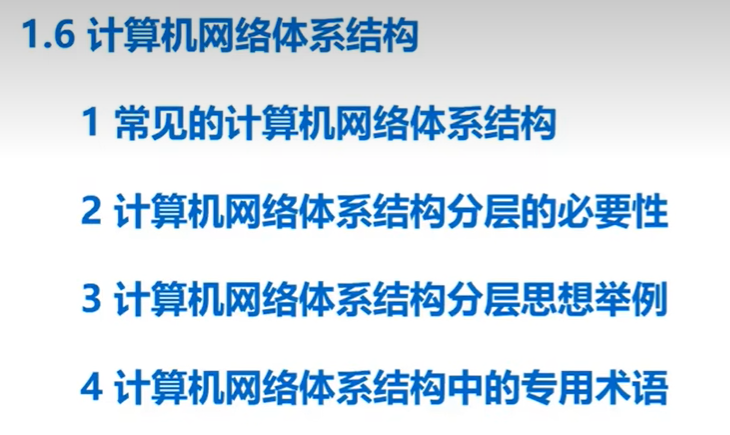 1.6 计算机网络体系结构
1 常见的计算机网络体系结构
2 计算机网络体系结构分层的必要性
3 计算机网络体系结构分层思想举例
4 计算机网络体系结构中的专用术语